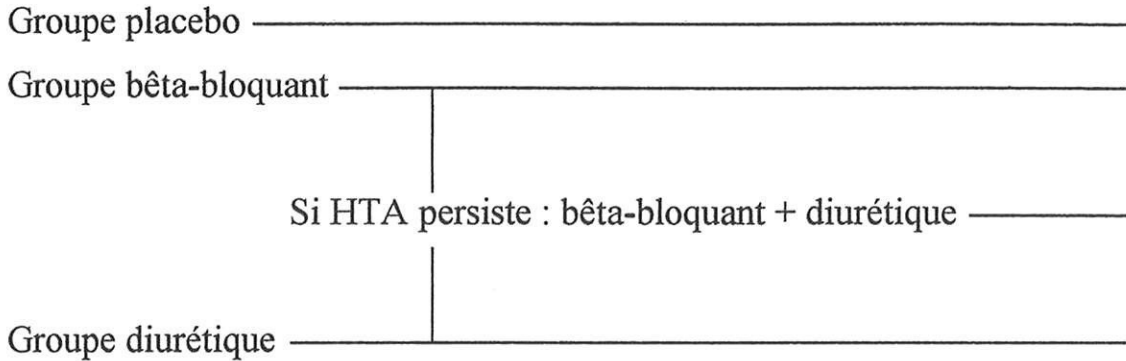 Groupe placebo
Groupe bêta-bloquant
Si HTA persiste : bêta-bloquant + diurétique
Groupe diurétique